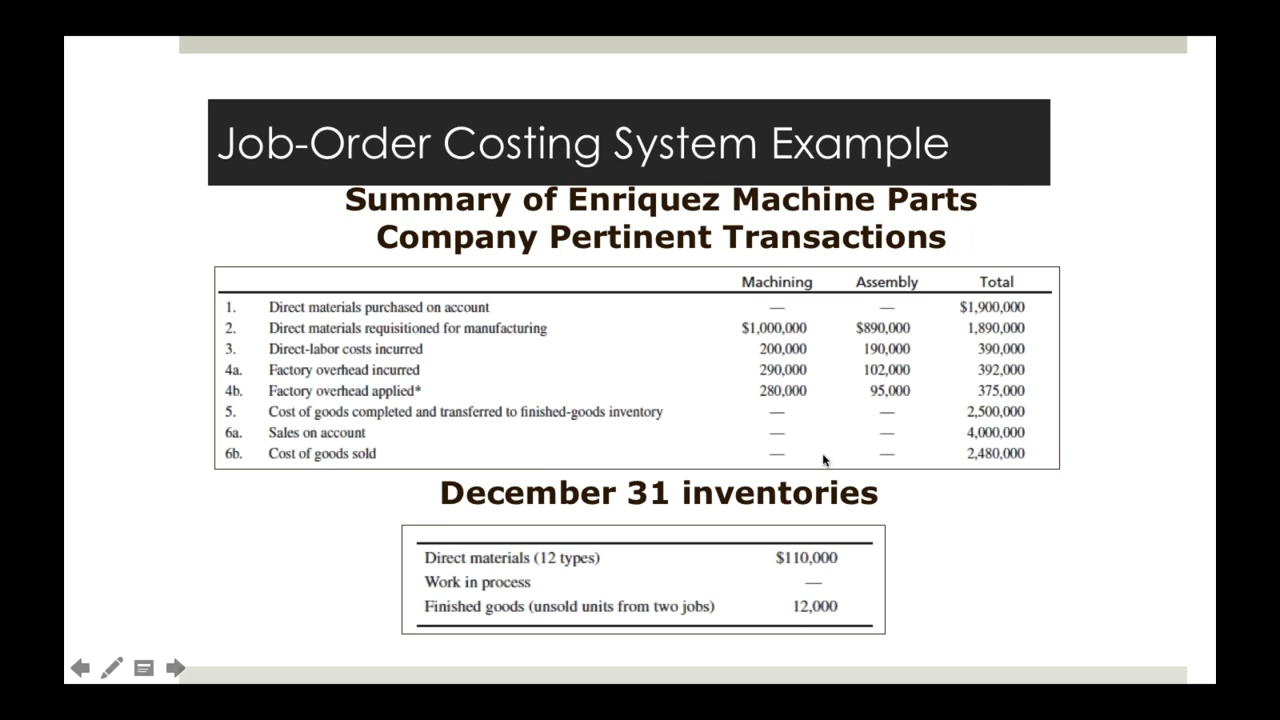 Job-Order Costing System Example
Summary of Enriquez Machine Parts
Company Pertinent Transactions
Machining Assembly Total
1. Direct materials purchased on account — — $1,900,000
2. Direct materials requisitioned for manufacturing $1,000,000 $890,000 1,890,000
3. Direct-labor costs incurred 200,000 190,000 390,000
4a. Factory overhead incurred 290,000 102,000 392,000
4b. Factory overhead applied* 280,000 95,000 375,000
5. Cost of goods completed and transferred to finished-goods inventory — — 2,500,000
6a. Sales on account — — 4,000,000
6b. Cost of goods sold — — 2,480,000
December 31 inventories
Direct materials (12 types) $110,000
Work in process —
Finished goods (unsold units from two jobs) 12,000